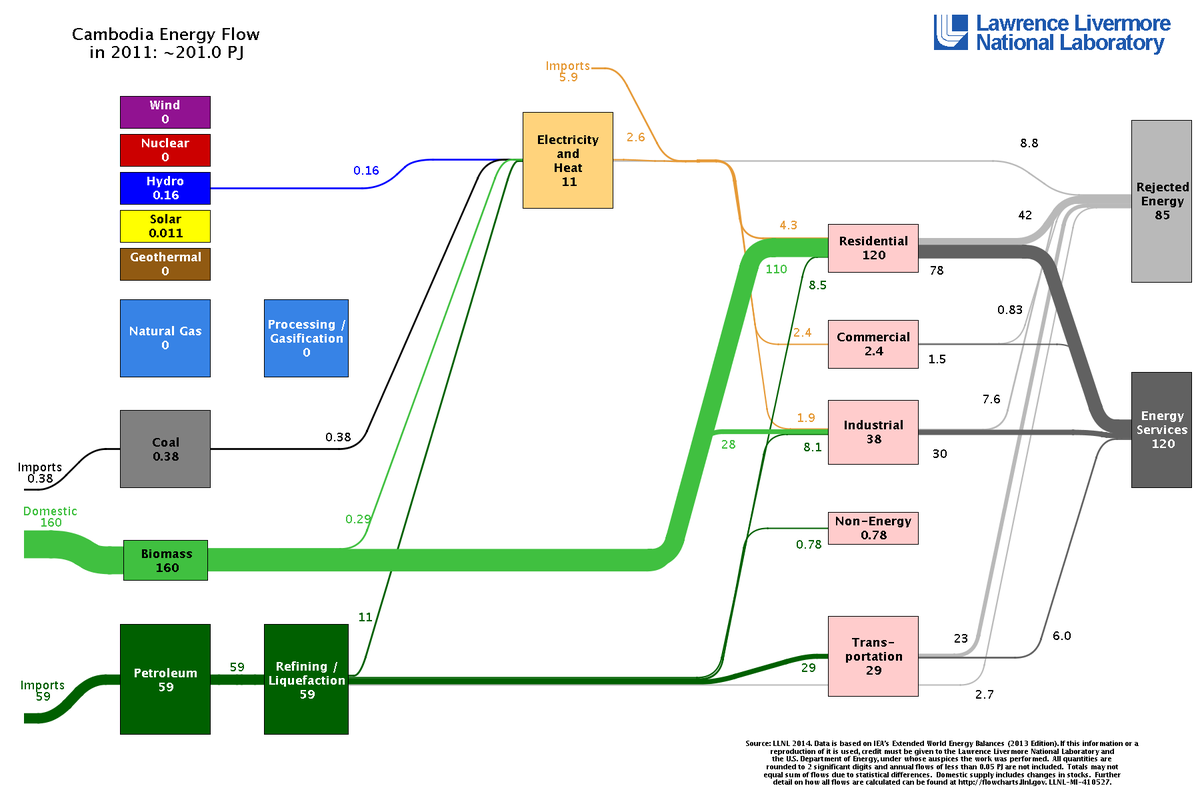 Cambodia Energy Flow
in 2011: ~201.0 PJ
Lawrence Livermore
National Laboratory
Imports
5.9
Wind
0
Nuclear
0
Hydro
0.16
Solar
0.011
Geothermal
0
Natural Gas
0
Processing /
Gasification
0
Coal
0.38
Imports
0.38
Domestic
160
Biomass
160
Imports
59
Petroleum
59
59
Refining /
Liquefaction
59
0.16
0.38
0.29
11
Electricity
and
Heat
11
2.6
4.3
110
8.5
2.4
1.9
28
8.1
0.78
29
Residential
120
Commercial
2.4
Industrial
38
Non-Energy
0.78
Trans-
portation
29
8.8
42
78
0.83
1.5
7.6
30
23
6.0
2.7
Rejected
Energy
85
Energy
Services
120
Source: LLNL 2014. Data is based on IEA's Extended World Energy Balances (2013 Edition). If this information or a
reproduction of it is used, credit must be given to the Lawrence Livermore National Laboratory and
the U.S. Department of Energy, under whose auspices the work was performed. All quantities are
rounded to 2 significant digits and annual flows of less than 0.05 PJ are not included. Totals may not
equal sum of flows due to statistical differences. Domestic supply includes changes in stocks. Further
detail on how all flows are calculated can be found at http://flowcharts.llnl.gov. LLNL-MI-410527.